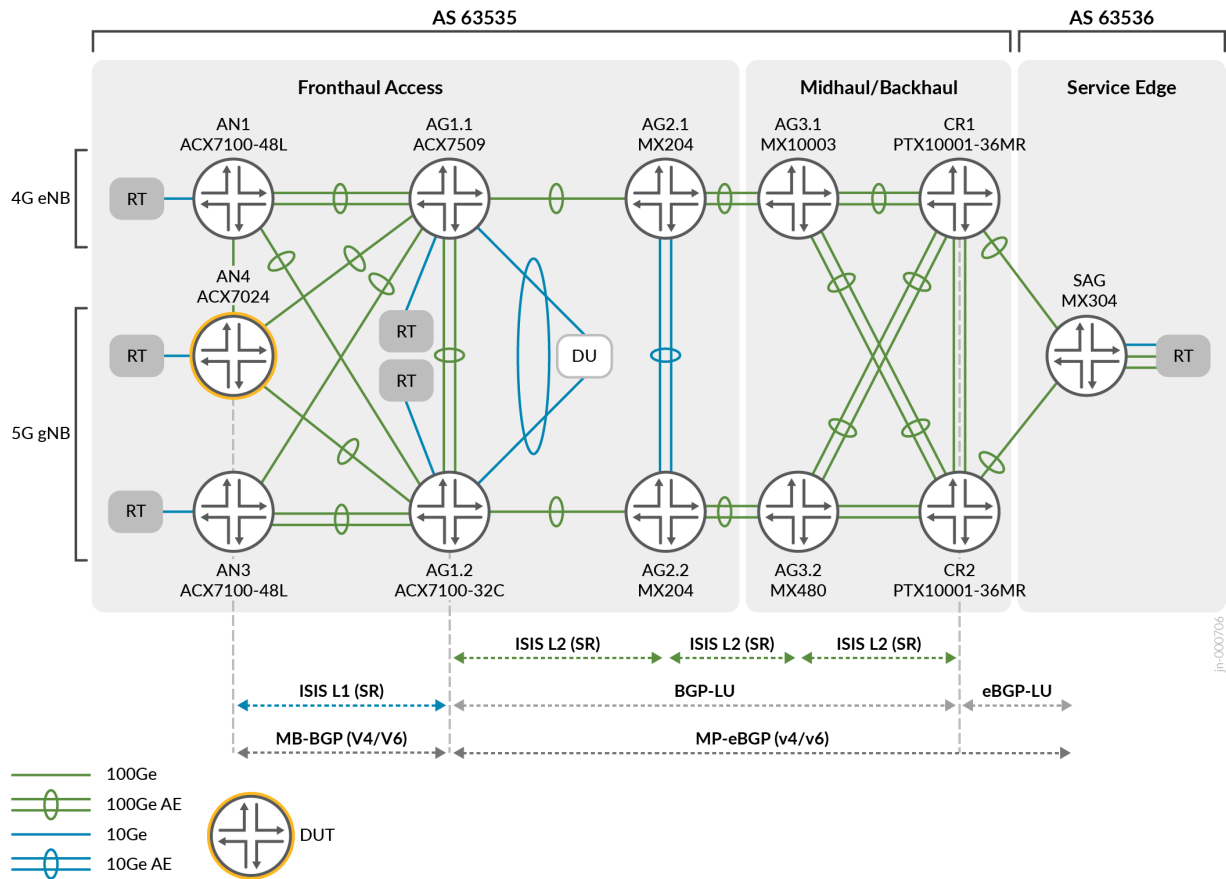 AS 63535
AS 63536
Fronthaul Access
Midhaul/Backhaul
Service Edge
AN1
ACX7100-48L
AG1.1
ACX7509
AG2.1
MX204
AG3.1
MX10003
CR1
PTX10001-36MR
4G eNB
RT
AN4
ACX7024
SAG
MX304
RT
RT
DU
RT
RT
5G gNB
RT
AN3
ACX7100-48L
AG1.2
ACX7100-32C
AG2.2
MX204
AG3.2
MX480
CR2
PTX10001-36MR
jn-000706
ISIS L2 (SR)
ISIS L2 (SR)
ISIS L2 (SR)
ISIS L1 (SR)
BGP-LU
eBGP-LU
MB-BGP (V4/V6)
MP-eBGP (v4/v6)
100Ge
100Ge AE
10Ge
10Ge AE
DUT